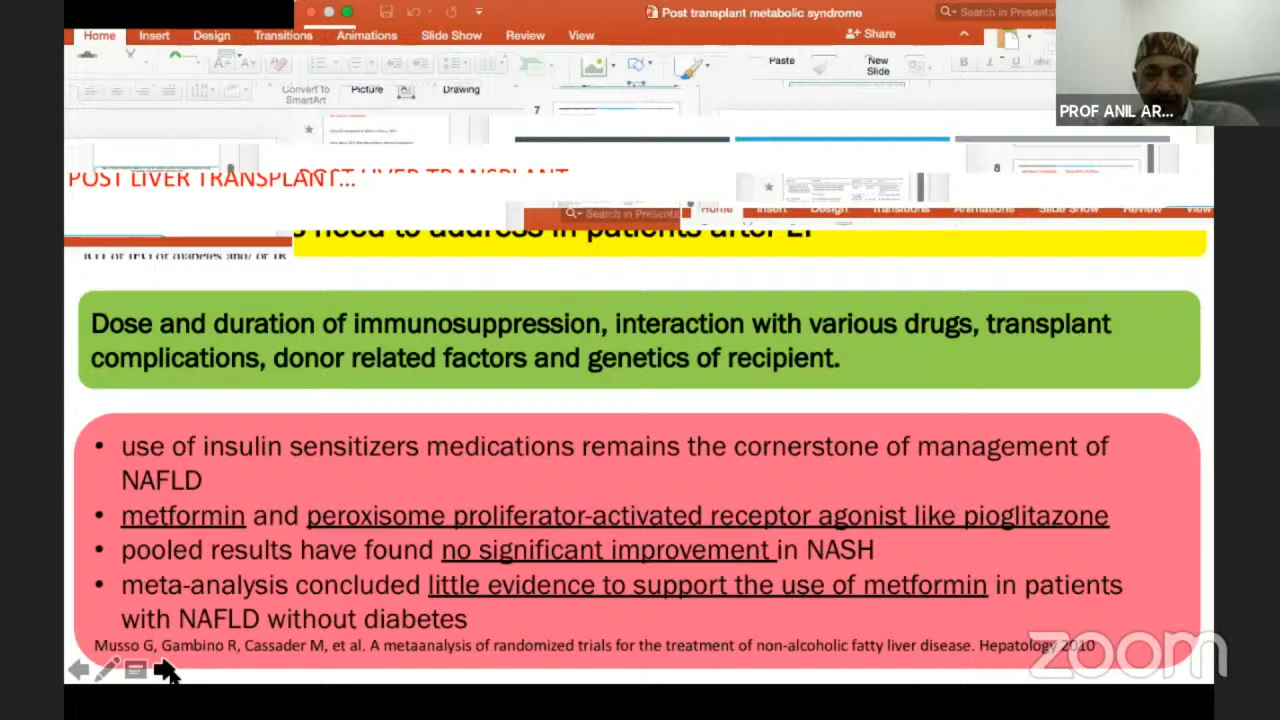 Post transplant metabolic syndrome
Search in Presentat
Home Insert Design Transitions Animations Slide Show Review View
Share
Paste
New Slide
Convert to SmartArt
Picture
Drawing
PROF ANIL AR...
7
8
POST LIVER TRANSPLANT...
POST LIVER TRANSPLANT
Search in Presenta
Home Insert Design Transitions Animations Slide Show Review View
need to address in patients after LT
Dose and duration of immunosuppression, interaction with various drugs, transplant
complications, donor related factors and genetics of recipient.
• use of insulin sensitizers medications remains the cornerstone of management of
NAFLD
• metformin and peroxisome proliferator-activated receptor agonist like pioglitazone
• pooled results have found no significant improvement in NASH
• meta-analysis concluded little evidence to support the use of metformin in patients
with NAFLD without diabetes
Musso G, Gambino R, Cassader M, et al. A metaanalysis of randomized trials for the treatment of non-alcoholic fatty liver disease. Hepatology 2010
zoom